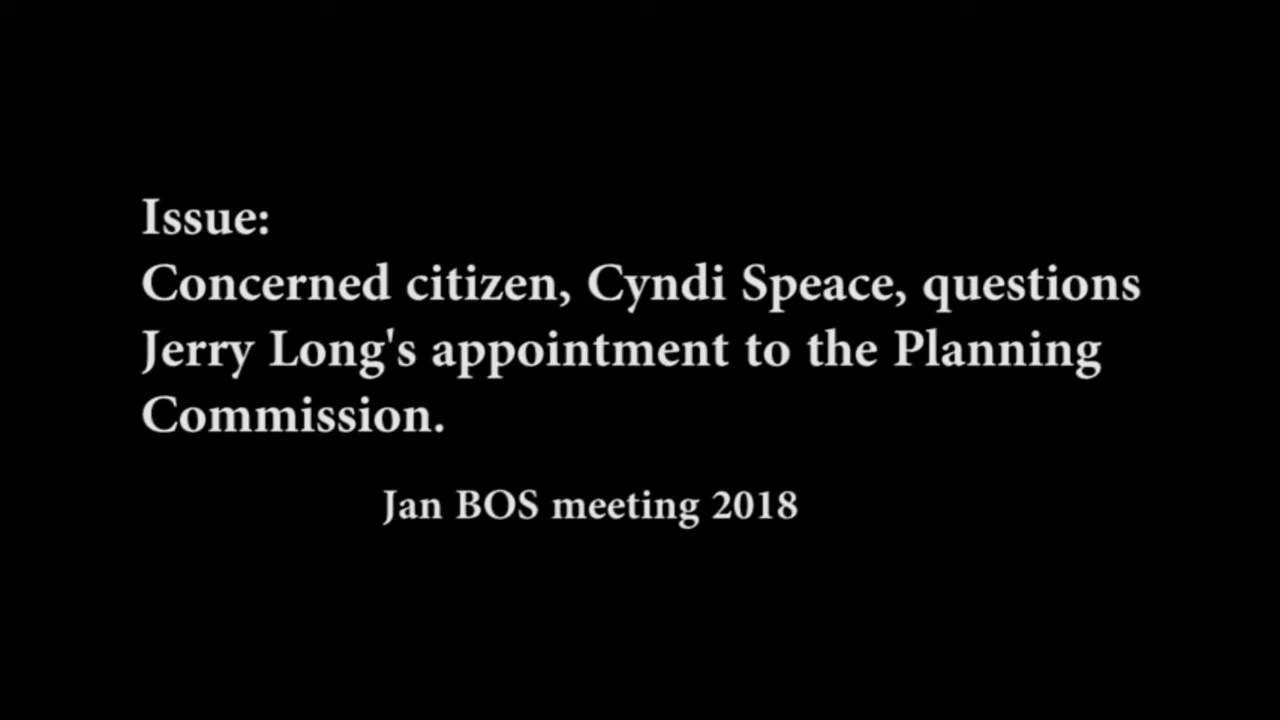 Issue:
Concerned citizen, Cyndi Speace, questions
Jerry Long's appointment to the Planning
Commission.
Jan BOS meeting 2018